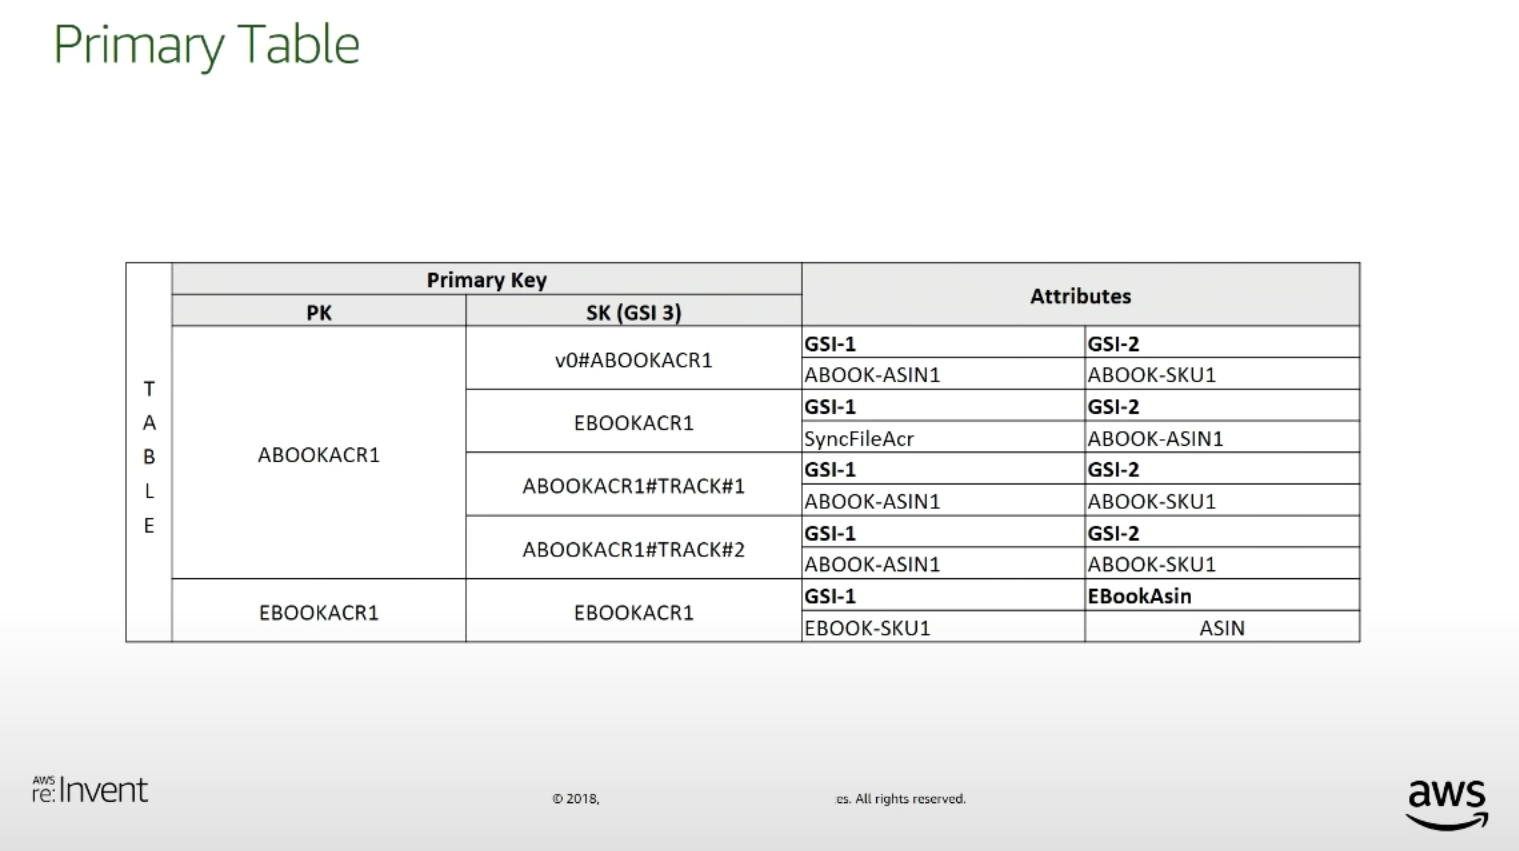 Primary Table
Primary Key
Attributes
PK
SK (GSI 3)
T
A
B
L
E
ABOOKACR1
v0#ABOOKACR1
GSI-1
GSI-2
ABOOK-ASIN1
ABOOK-SKU1
EBOOKACR1
GSI-1
GSI-2
SyncFileAcr
ABOOK-ASIN1
ABOOKACR1#TRACK#1
GSI-1
GSI-2
ABOOK-ASIN1
ABOOK-SKU1
ABOOKACR1#TRACK#2
GSI-1
GSI-2
ABOOK-ASIN1
ABOOK-SKU1
EBOOKACR1
EBOOKACR1
GSI-1
EBookAsin
EBOOK-SKU1
ASIN
AWS
re:Invent
© 2018,
es. All rights reserved.
aws